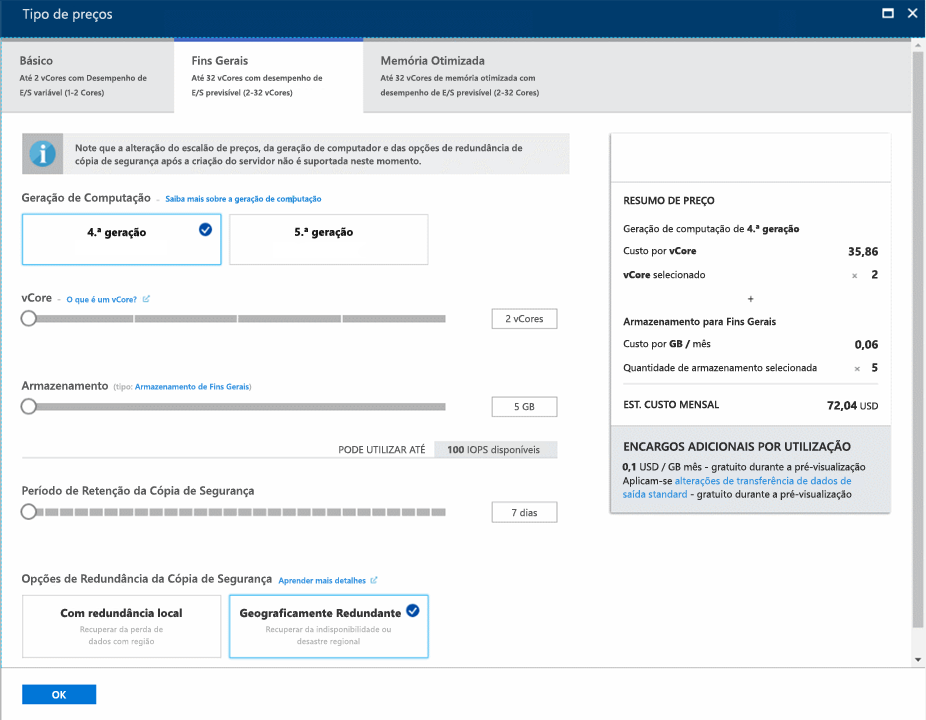 Tipo de preços
Básico
Até 2 vCores com Desempenho de
E/S variável (1-2 Cores)
Fins Gerais
Até 32 vCores com desempenho de
E/S previsível (2-32 vCores)
Memória Otimizada
Até 32 vCores de memória otimizada com
desempenho de E/S previsível (2-32 Cores)
Note que a alteração do escalão de preços, da geração de computador e das opções de redundância de
cópia de segurança após a criação do servidor não é suportada neste momento.
Geração de Computação - Saiba mais sobre a geração de computação
4.ª geração
5.ª geração
vCore - O que é um vCore?
2 vCores
Armazenamento (tipo: Armazenamento de Fins Gerais)
5 GB
PODE UTILIZAR ATÉ 100 IOPS disponíveis
Período de Retenção da Cópia de Segurança
7 dias
Opções de Redundância da Cópia de Segurança Aprender mais detalhes
Com redundância local
Recuperar da perda de
dados com região
Geograficamente Redundante
Recuperar da indisponibilidade ou
desastre regional
OK
RESUMO DE PREÇO
Geração de computação de 4.ª geração
Custo por vCore 35,86
vCore selecionado × 2
+
Armazenamento para Fins Gerais
Custo por GB / mês 0,06
Quantidade de armazenamento selecionada × 5
EST. CUSTO MENSAL 72,04 USD
ENCARGOS ADICIONAIS POR UTILIZAÇÃO
0,1 USD / GB mês - gratuito durante a pré-visualização
Aplicam-se alterações de transferência de dados de
saída standard - gratuito durante a pré-visualização